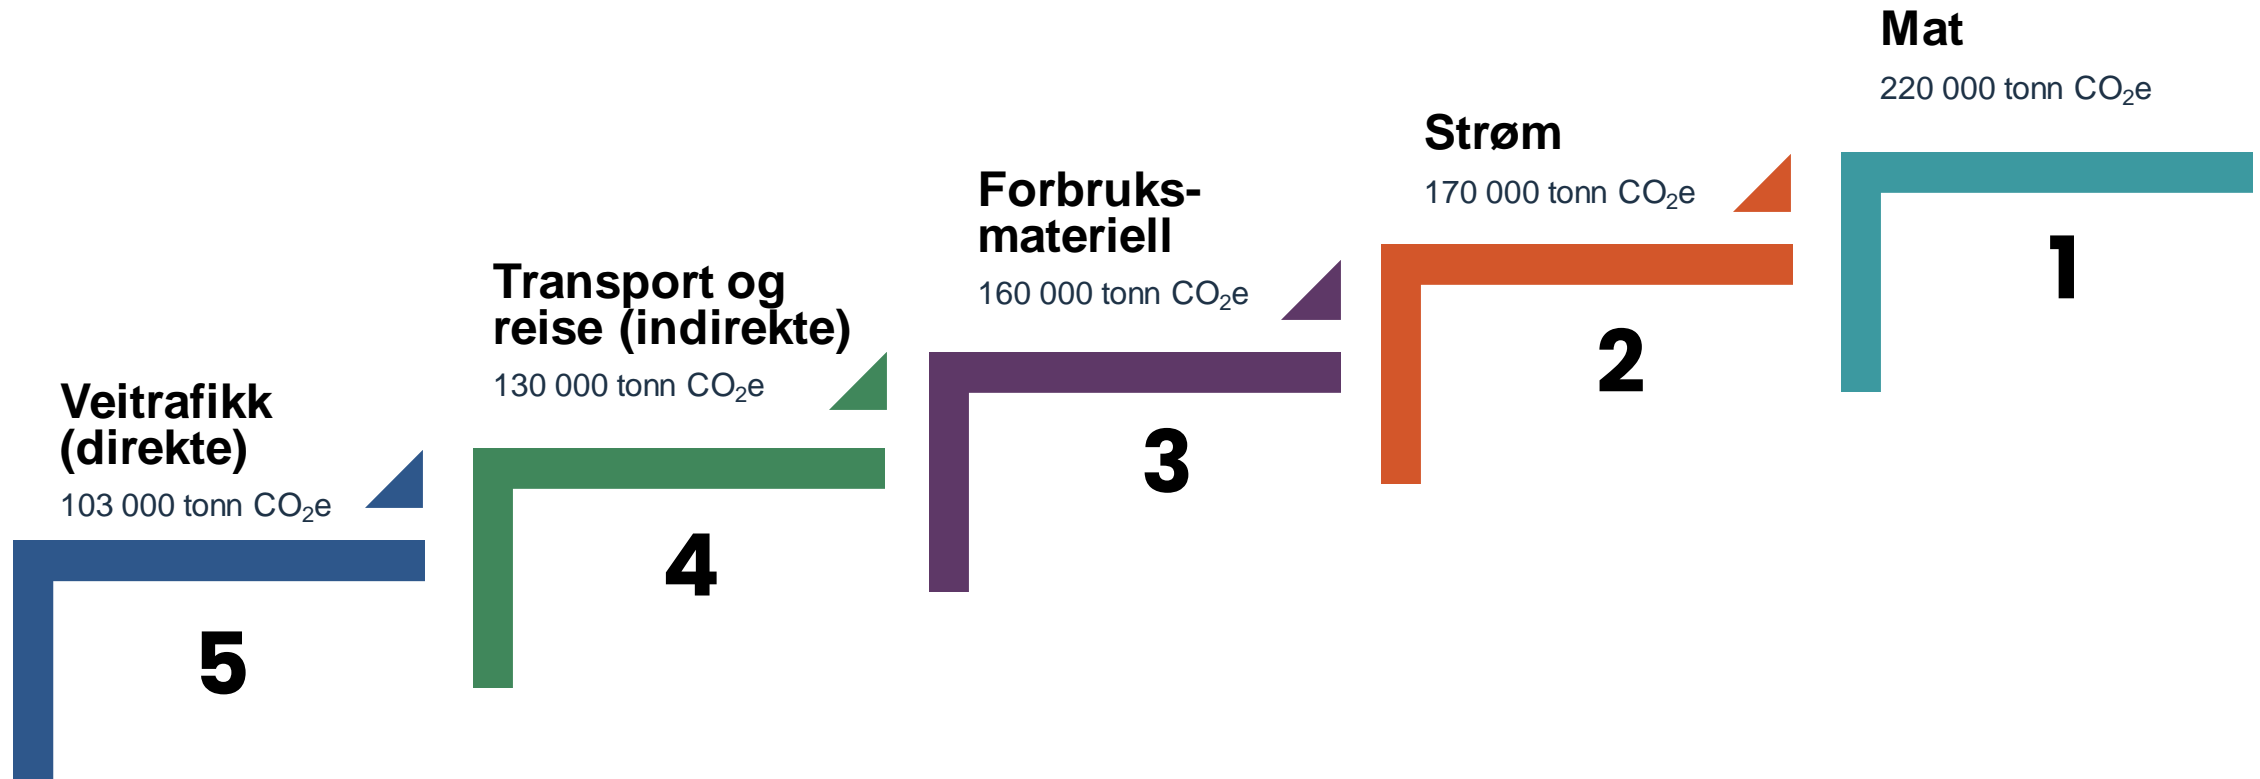 Mat
220 000 tonn CO₂e
1
Strøm
170 000 tonn CO₂e
2
Forbruks-
materiell
160 000 tonn CO₂e
3
Transport og
reise (indirekte)
130 000 tonn CO₂e
4
Veitrafikk
(direkte)
103 000 tonn CO₂e
5